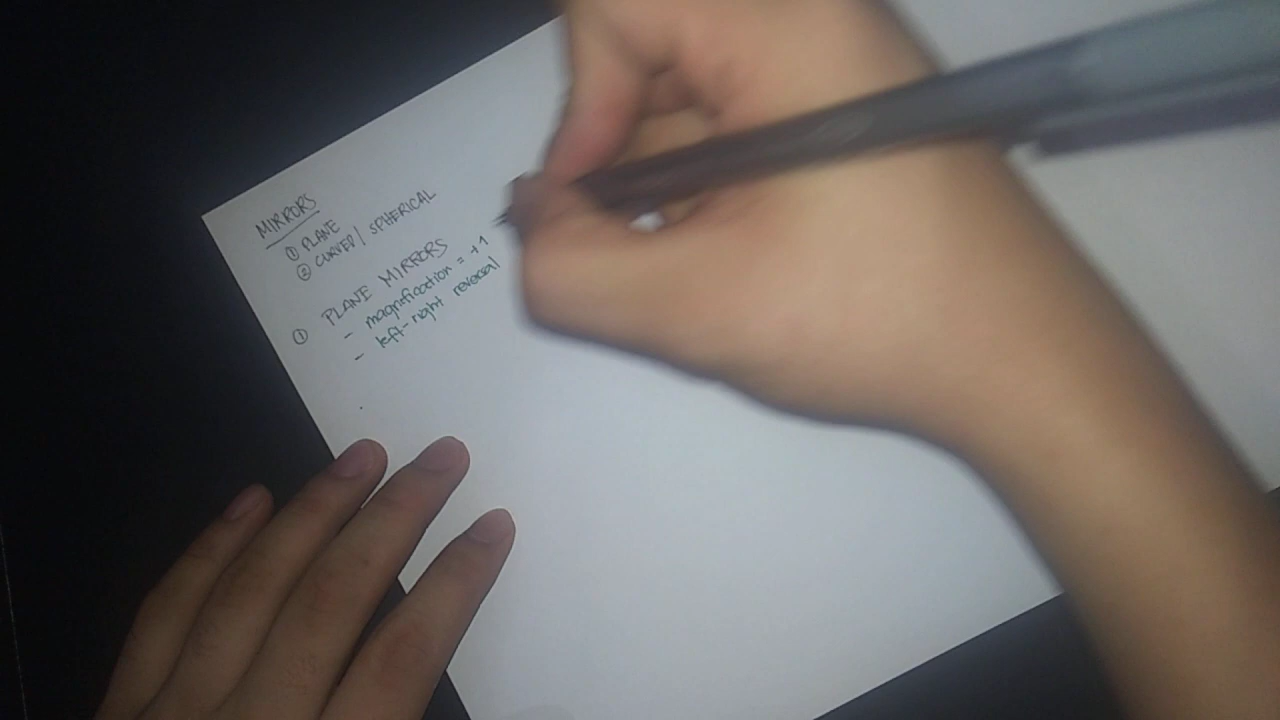 MIRRORS
① PLANE
② CURVED / SPHERICAL
① PLANE MIRRORS
- magnification = +1
- left-right reversal